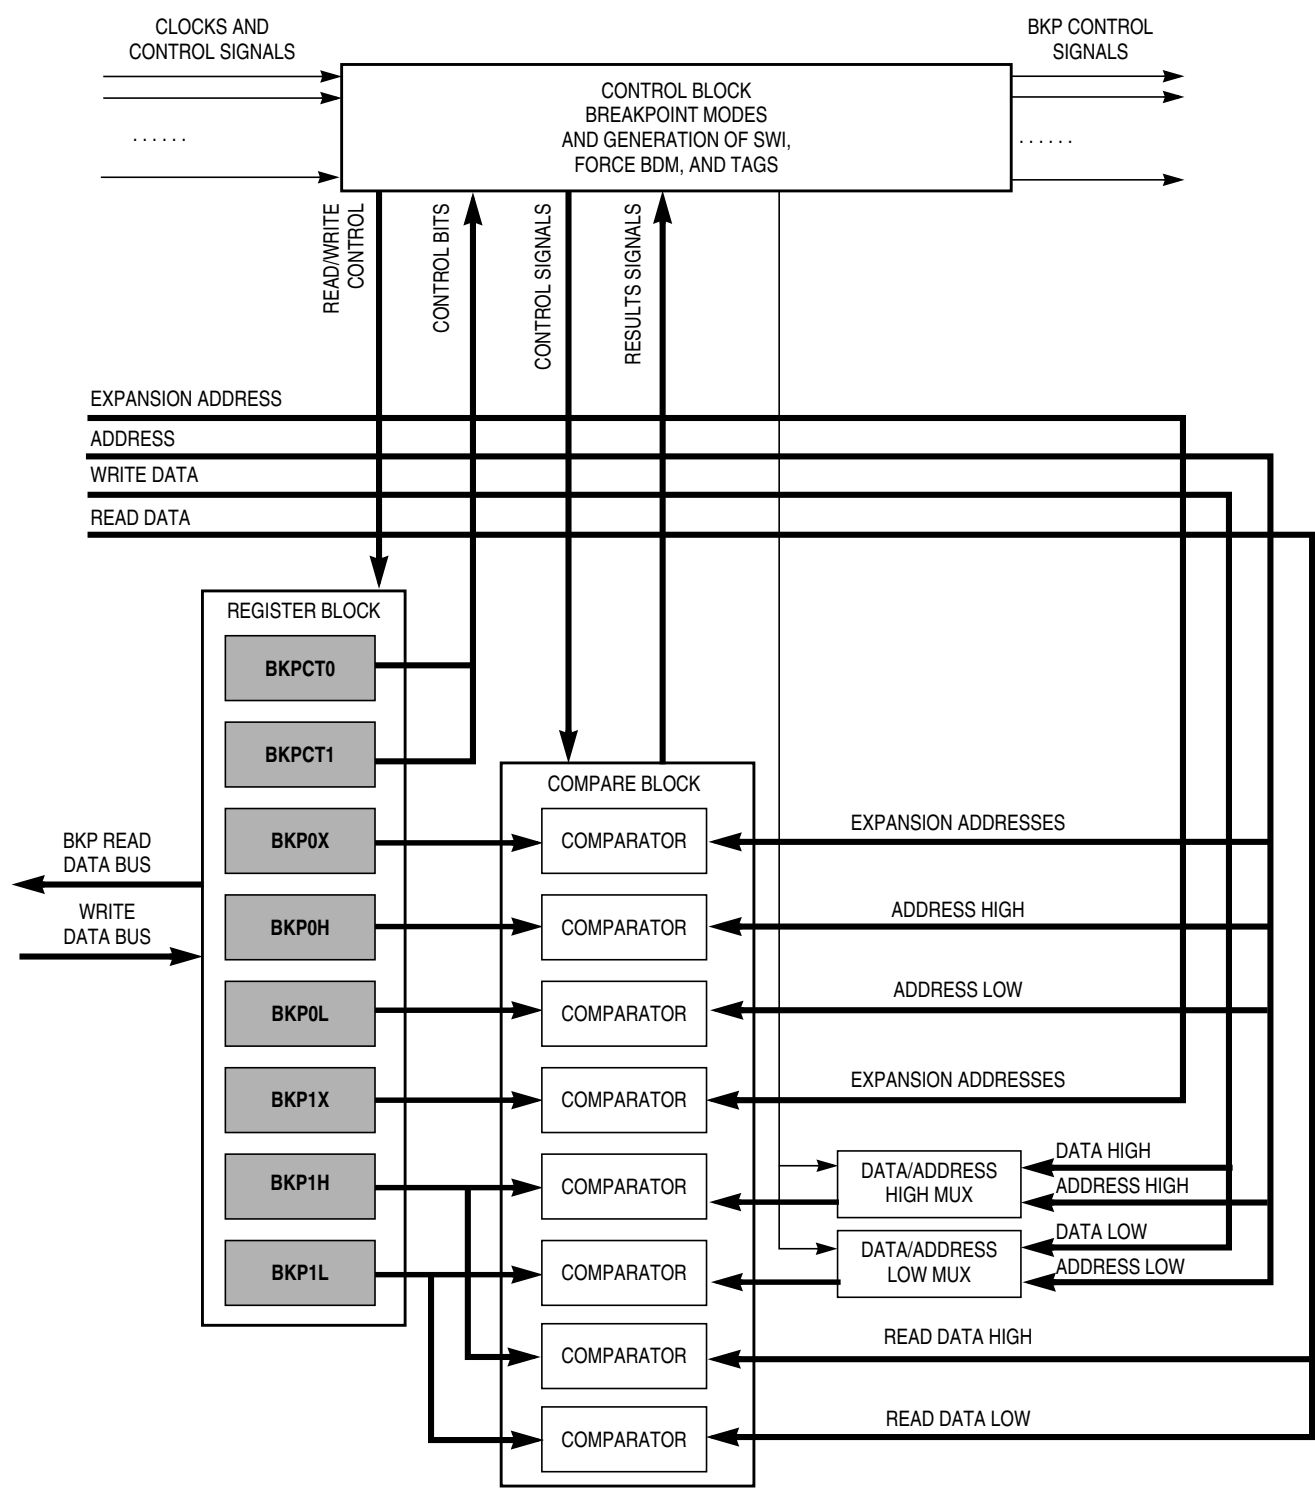 CLOCKS AND
CONTROL SIGNALS
BKP CONTROL
SIGNALS
CONTROL BLOCK
BREAKPOINT MODES
AND GENERATION OF SWI,
FORCE BDM, AND TAGS
. . . . . .
. . . . . .
READ/WRITE
CONTROL
CONTROL BITS
CONTROL SIGNALS
RESULTS SIGNALS
EXPANSION ADDRESS
ADDRESS
WRITE DATA
READ DATA
REGISTER BLOCK
BKPCT0
BKPCT1
BKP0X
BKP0H
BKP0L
BKP1X
BKP1H
BKP1L
BKP READ
DATA BUS
WRITE
DATA BUS
COMPARE BLOCK
COMPARATOR
COMPARATOR
COMPARATOR
COMPARATOR
COMPARATOR
COMPARATOR
COMPARATOR
COMPARATOR
EXPANSION ADDRESSES
ADDRESS HIGH
ADDRESS LOW
EXPANSION ADDRESSES
DATA/ADDRESS
HIGH MUX
DATA HIGH
ADDRESS HIGH
DATA/ADDRESS
LOW MUX
DATA LOW
ADDRESS LOW
READ DATA HIGH
READ DATA LOW